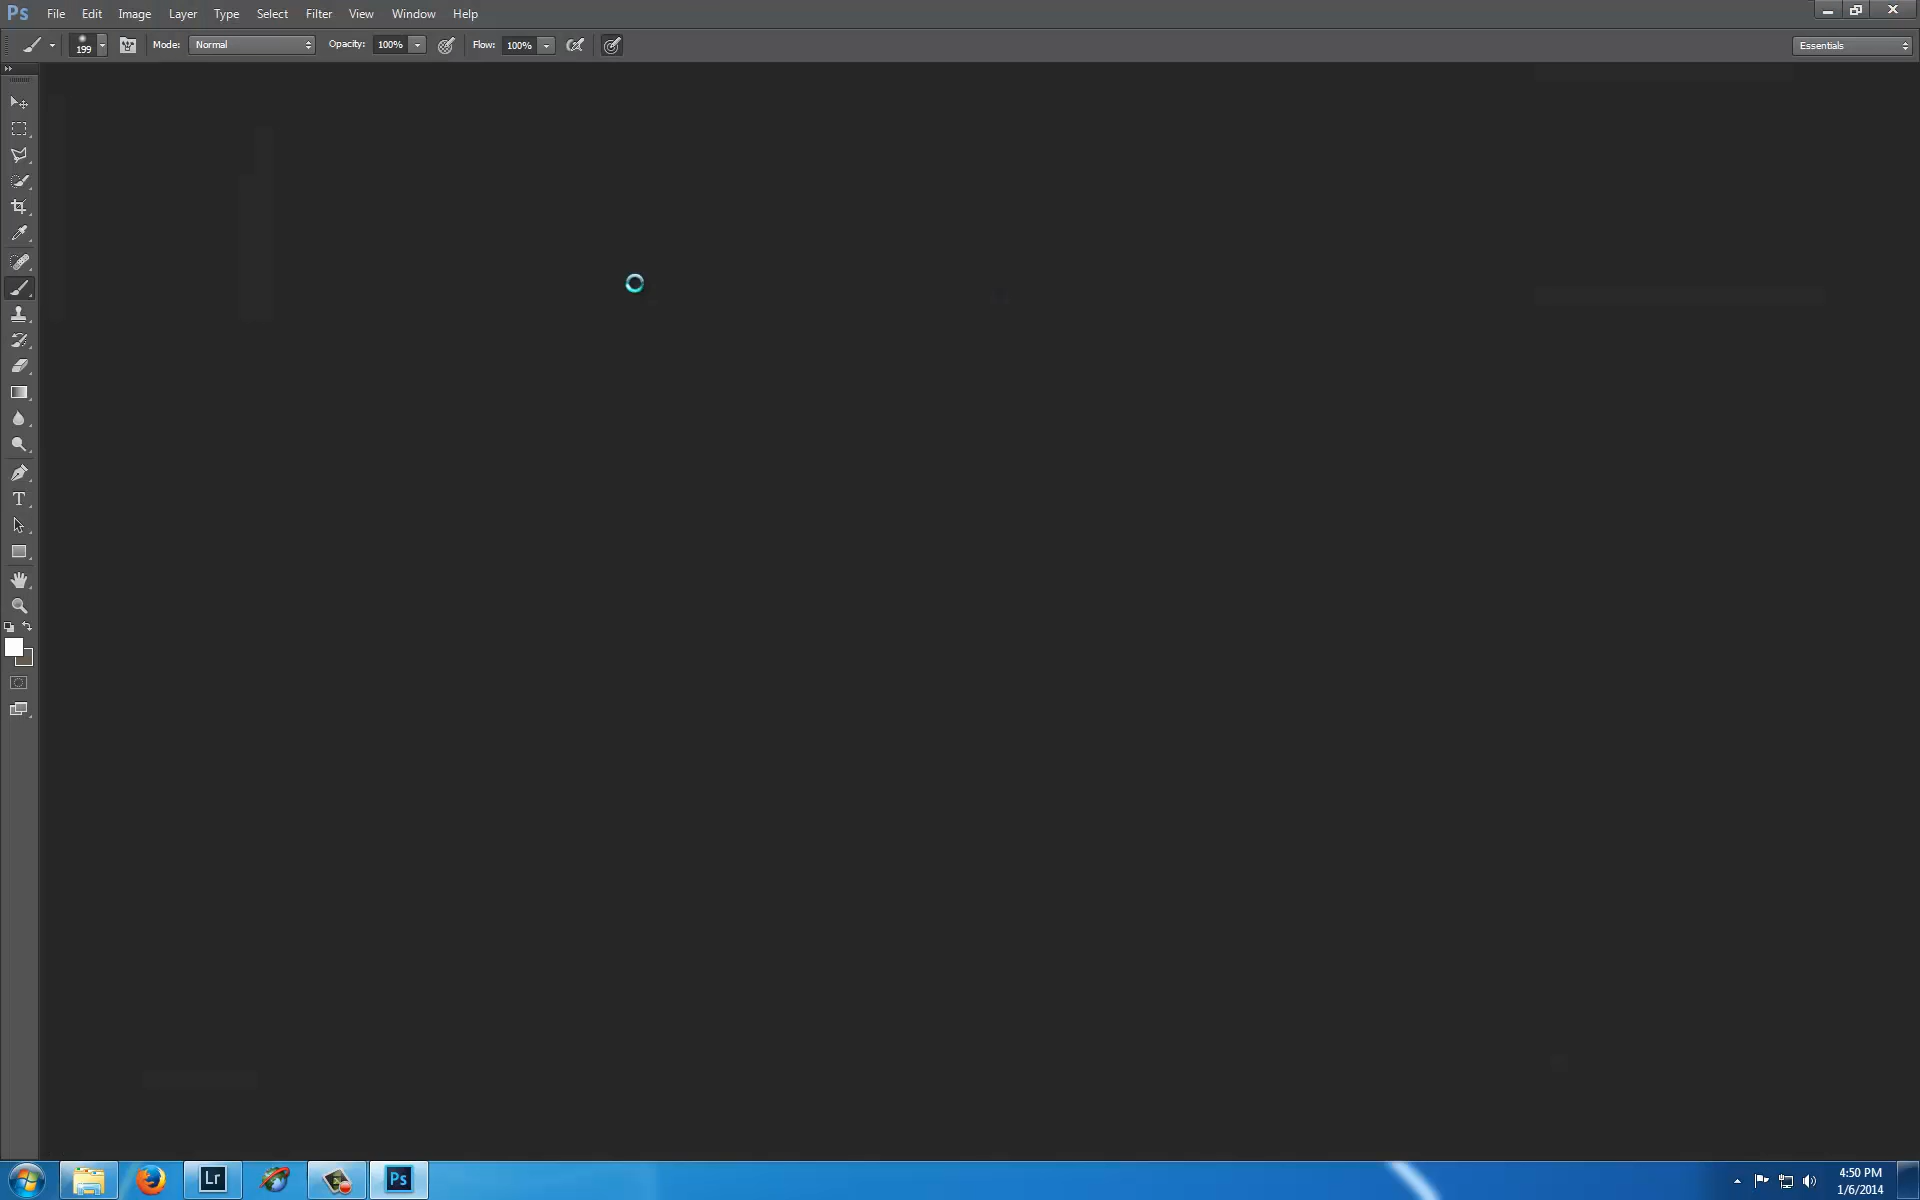 Ps File Edit Image Layer Type Select Filter View Window Help
199 Mode: Normal Opacity: 100% Flow: 100% Essentials
T
Lr Ps 4:50 PM
1/6/2014